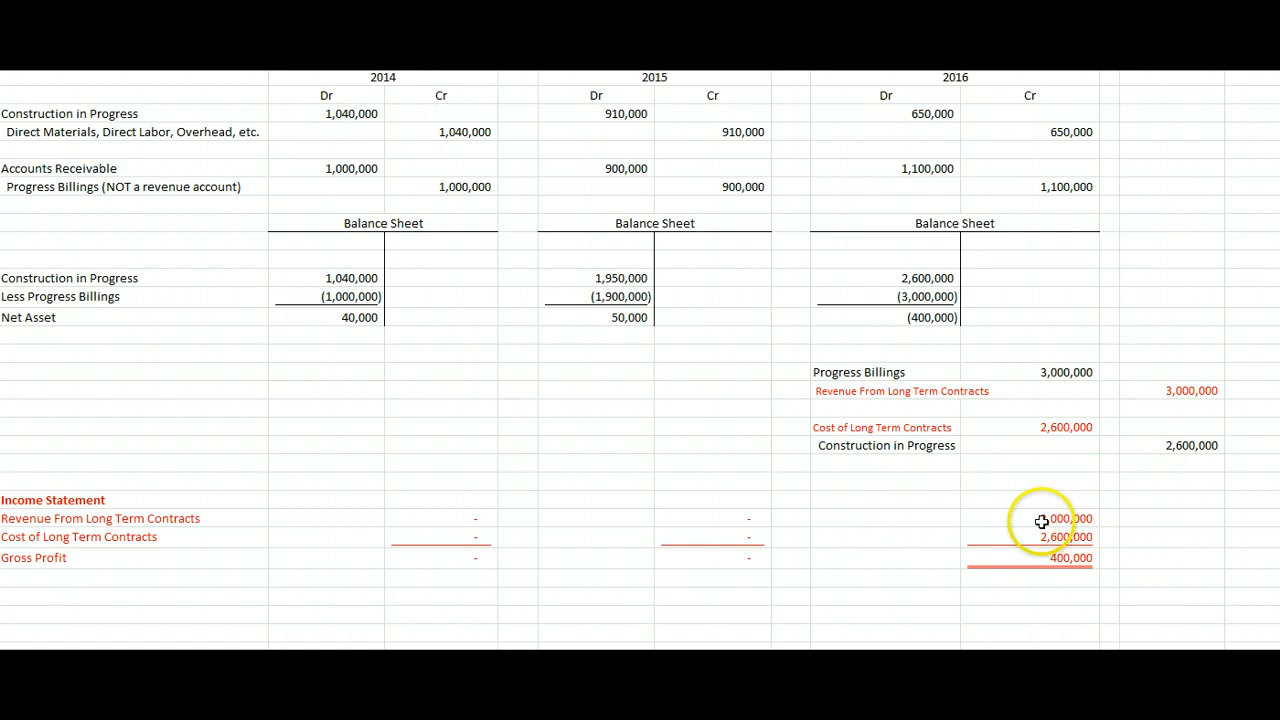 2014 2015 2016
Dr Cr Dr Cr Dr Cr
Construction in Progress 1,040,000 910,000 650,000
Direct Materials, Direct Labor, Overhead, etc. 1,040,000 910,000 650,000
Accounts Receivable 1,000,000 900,000 1,100,000
Progress Billings (NOT a revenue account) 1,000,000 900,000 1,100,000
Balance Sheet Balance Sheet Balance Sheet
Construction in Progress 1,040,000 1,950,000 2,600,000
Less Progress Billings (1,000,000) (1,900,000) (3,000,000)
Net Asset 40,000 50,000 (400,000)
Progress Billings 3,000,000
Revenue From Long Term Contracts 3,000,000
Cost of Long Term Contracts 2,600,000
Construction in Progress 2,600,000
Income Statement
Revenue From Long Term Contracts - -
Cost of Long Term Contracts - - 2,600,000
Gross Profit - - 400,000